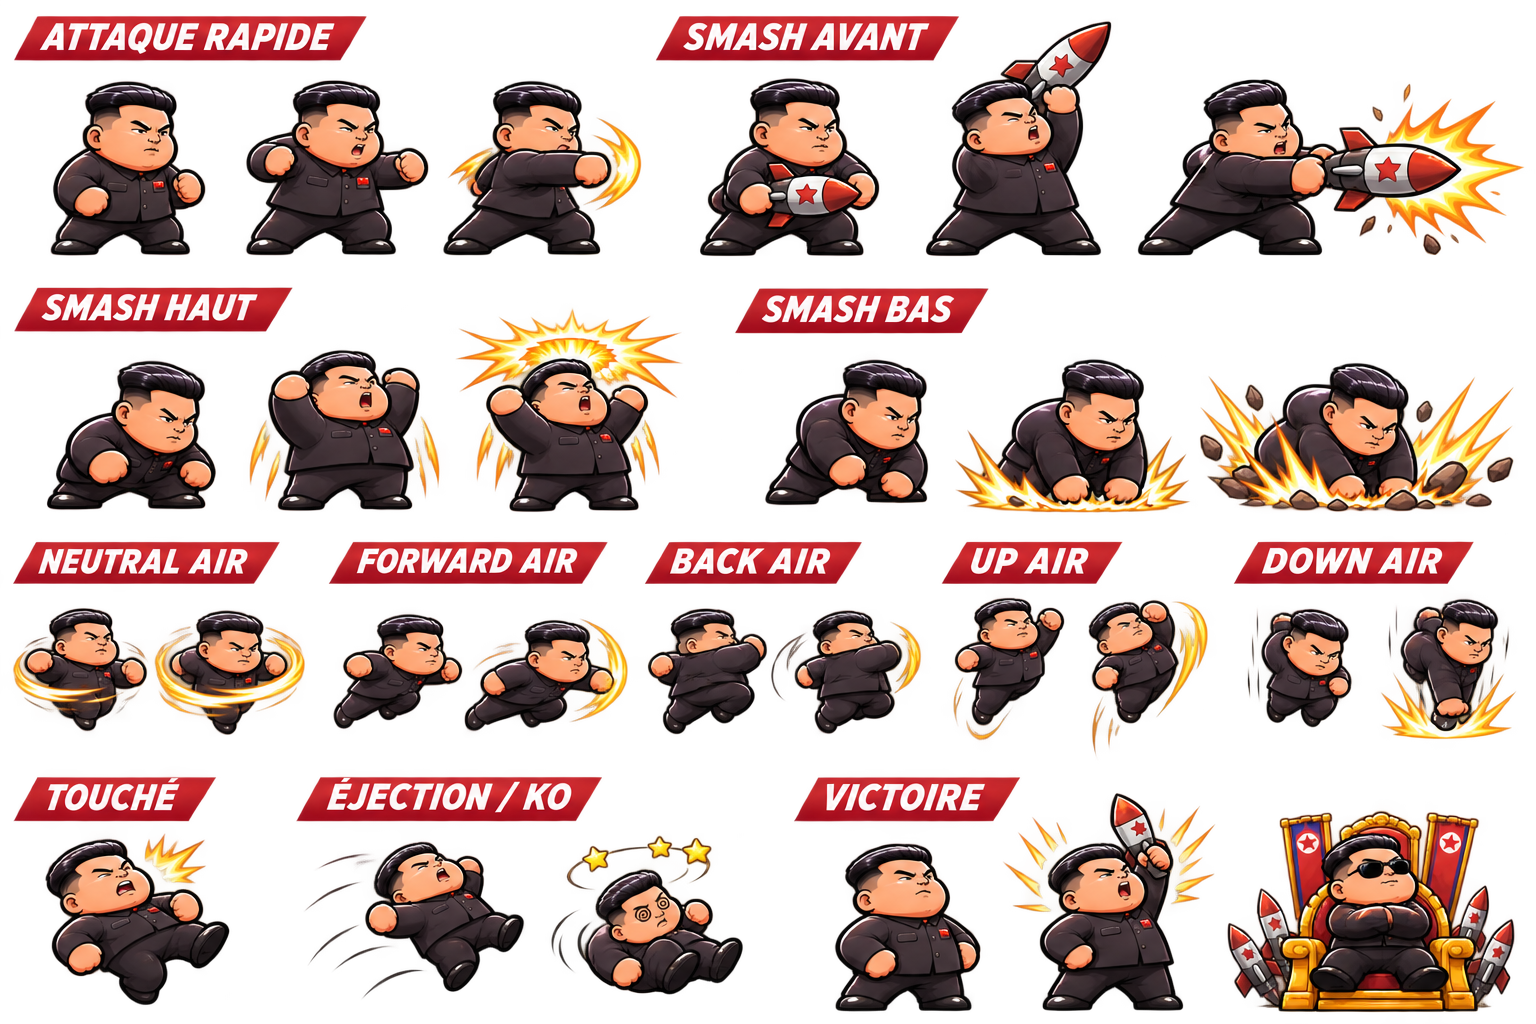 ATTAQUE RAPIDE
SMASH AVANT
SMASH HAUT
SMASH BAS
NEUTRAL AIR
FORWARD AIR
BACK AIR
UP AIR
DOWN AIR
TOUCHÉ
ÉJECTION / KO
VICTOIRE